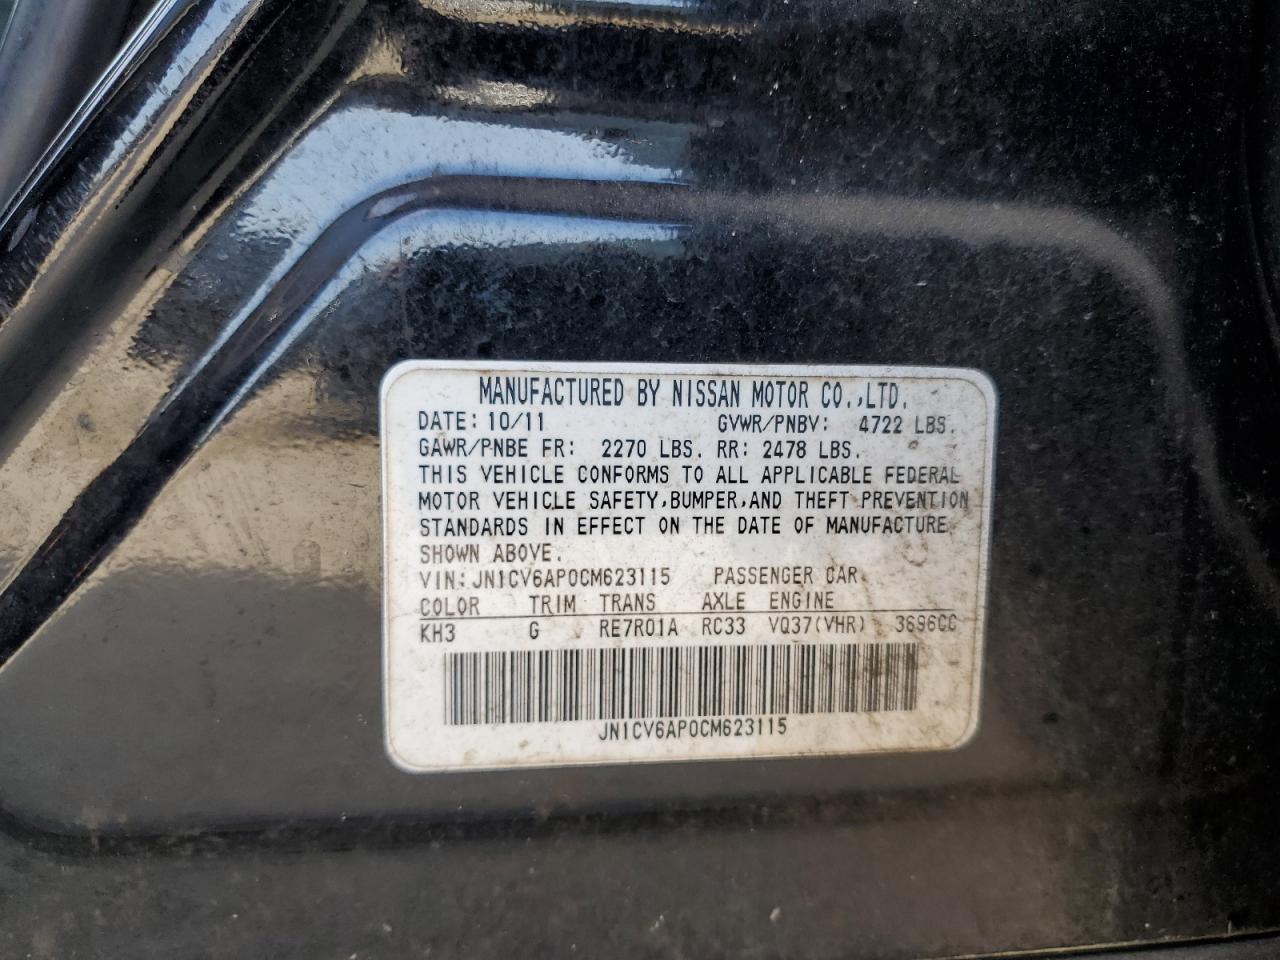 MANUFACTURED BY NISSAN MOTOR CO.,LTD.
DATE: 10/11 GVWR/PNBV: 4722 LBS.
GAWR/PNBE FR: 2270 LBS. RR: 2478 LBS.
THIS VEHICLE CONFORMS TO ALL APPLICABLE FEDERAL
MOTOR VEHICLE SAFETY,BUMPER,AND THEFT PREVENTION
STANDARDS IN EFFECT ON THE DATE OF MANUFACTURE
SHOWN ABOVE.
VIN:JN1CV6AP0CM623115 PASSENGER CAR
COLOR TRIM TRANS AXLE ENGINE
KH3 G RE7R01A RC33 VQ37(VHR) 3696CC
JN1CV6AP0CM623115